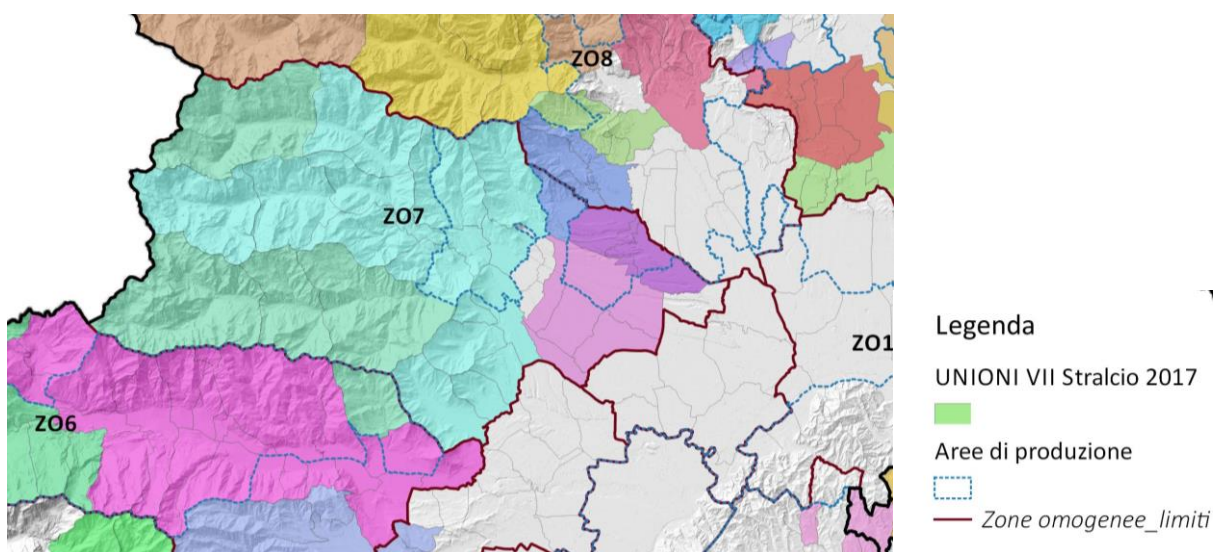 ZO8
ZO7
ZO1
ZO6
Legenda
UNIONI VII Stralcio 2017
Aree di produzione
Zone omogenee_limiti